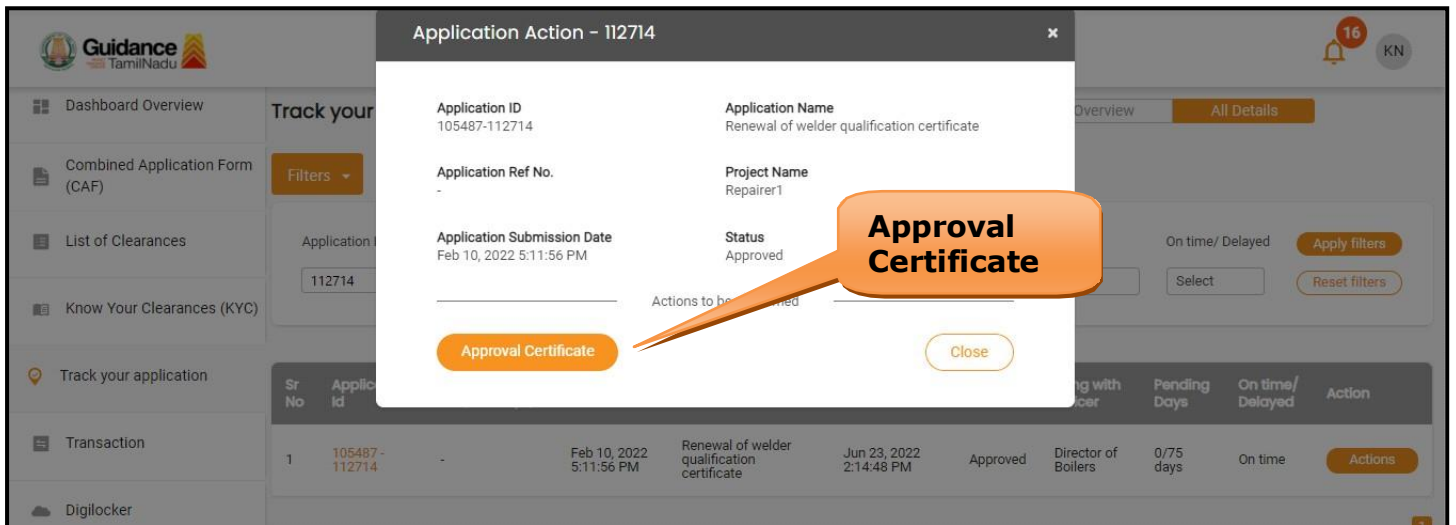 Guidance
TamilNadu
Application Action - 112714
×
16
KN
Dashboard Overview
Combined Application Form
(CAF)
List of Clearances
Know Your Clearances (KYC)
Track your application
Transaction
Digilocker
Track your
Overview
All Details
Filters
Application ID
105487-112714
Application Name
Renewal of welder qualification certificate
Application Ref No.
-
Project Name
Repairer1
Application Submission Date
Feb 10, 2022 5:11:56 PM
Status
Approved
Actions to be
Approval
Certificate
Approval Certificate
Close
Application
112714
On time/ Delayed
Select
Apply filters
Reset filters
Sr
No
Id
with
Pending
Days
On time/
Delayed
Action
1
105487 -
112714
-
Feb 10, 2022
5:11:56 PM
Renewal of welder
qualification
certificate
Jun 23, 2022
2:14:48 PM
Approved
Director of
Boilers
0/75
days
On time
Actions